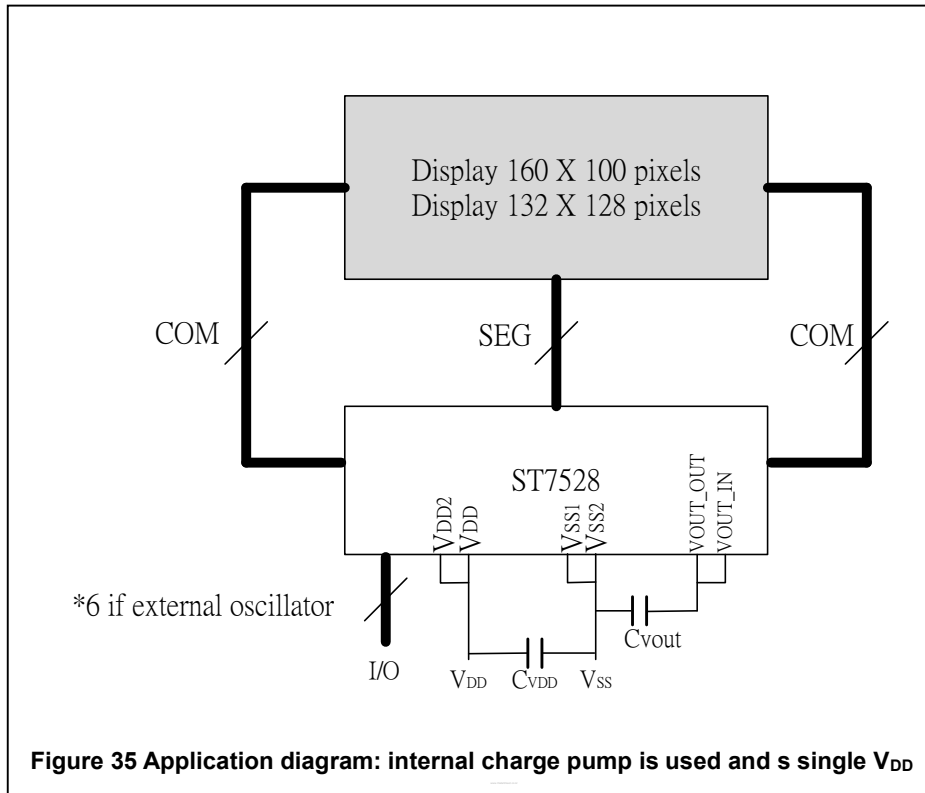 Display 160 X 100 pixels
Display 132 X 128 pixels
COM
SEG
COM
ST7528
VDD2
VDD
VSS1
VSS2
VOUT_OUT
VOUT_IN
*6 if external oscillator
Cvout
I/O
VDD
CVDD
VSS
Figure 35 Application diagram: internal charge pump is used and s single VDD